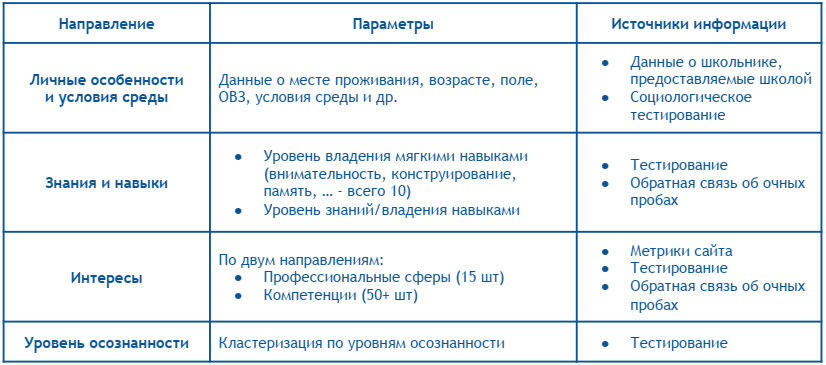 Направление
Параметры
Источники информации
Личные особенности
и условия среды
Данные о месте проживания, возрасте, поле,
ОВЗ, условия среды и др.
● Данные о школьнике,
предоставляемые школой
● Социологическое
тестирование
Знания и навыки
● Уровень владения мягкими навыками
(внимательность, конструирование,
память, … - всего 10)
● Уровень знаний/владения навыками
● Тестирование
● Обратная связь об очных
пробах
Интересы
По двум направлениям:
● Профессиональные сферы (15 шт)
● Компетенции (50+ шт)
● Метрики сайта
● Тестирование
● Обратная связь об очных
пробах
Уровень осознанности
Кластеризация по уровням осознанности
● Тестирование